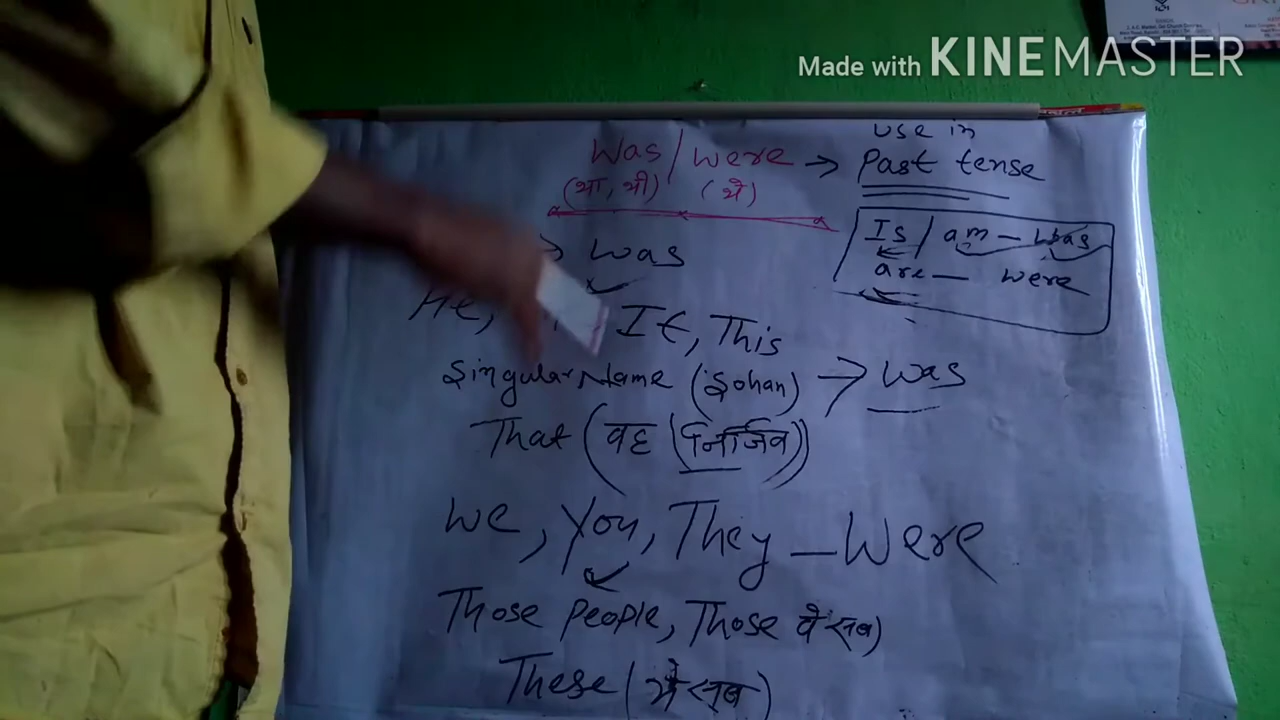 Made with KINEMASTER
use in
Was / were → Past tense
(था, थी) (थे)
Is / am — was
are — were
→ was
He, It, This
Singular Name (Sohan) → was
That (वह (निर्जिव))
We, You, They — Were
Those People, Those वे सब)
These (ये सब)